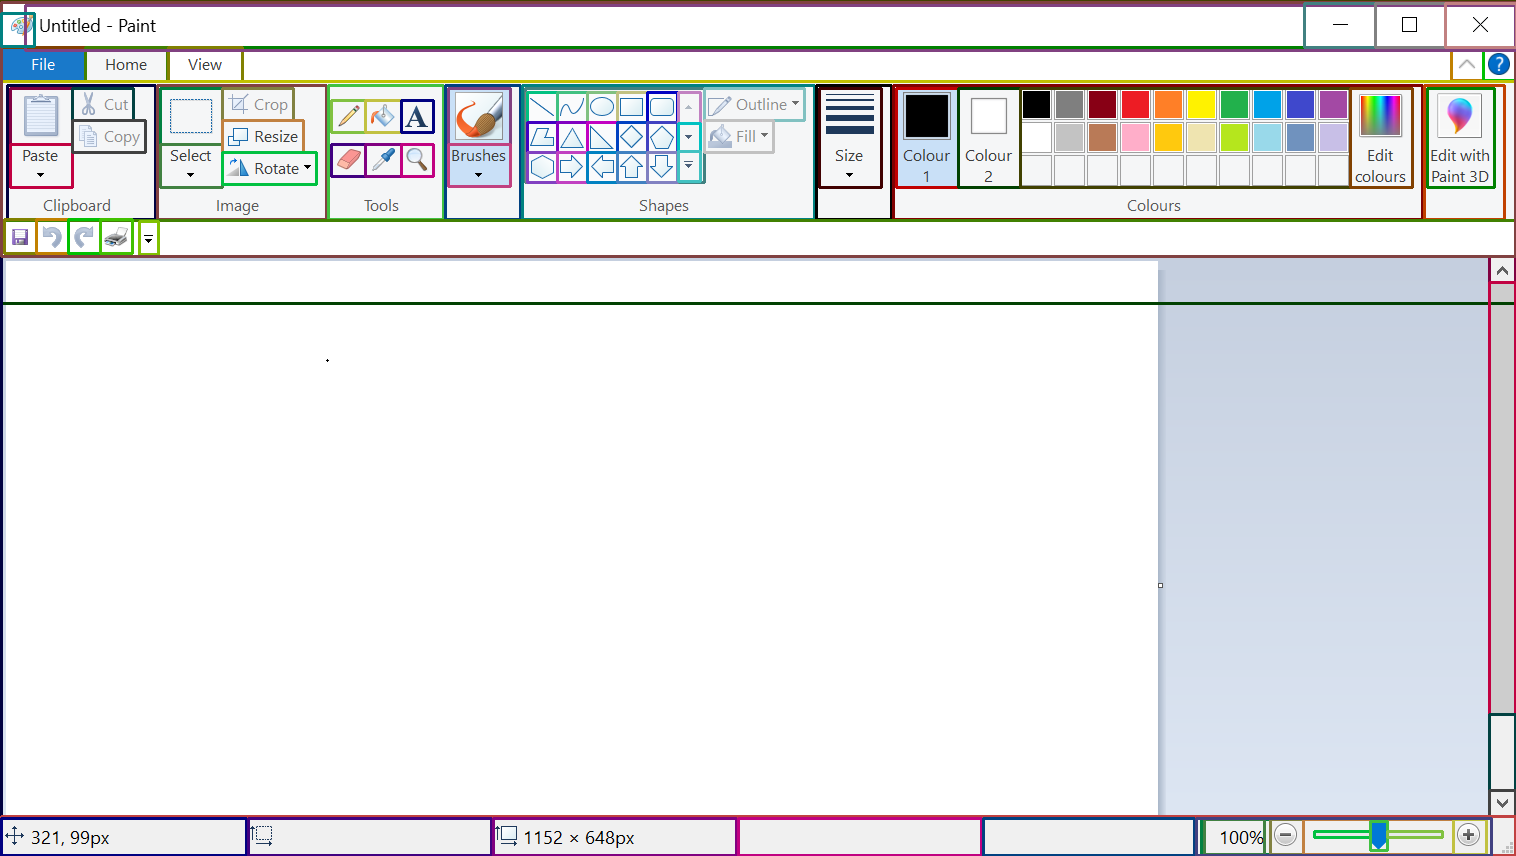 Untitled - Paint
File Home View
Paste
Cut
Copy
Clipboard
Select
Crop
Resize
Rotate
Image
A
Tools
Brushes
Outline
Fill
Shapes
Size
Colour
1
Colour
2
Edit
colours
Colours
Edit with
Paint 3D
321, 99px
1152 × 648px
100%